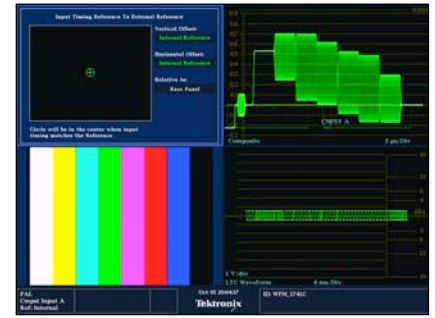 Input Timing Reference To External Reference
Vertical Offset:
Internal Reference
Horizontal Offset:
Internal Reference
Relative to:
Rear Panel
Circle will be in the center when input
timing matches the Reference
CMPST A
Composite
5 µs/Div
1 V/div
LTC Waveform
4 ms/Div
PAL
Cmpst Input A
Ref: Internal
Tektronix